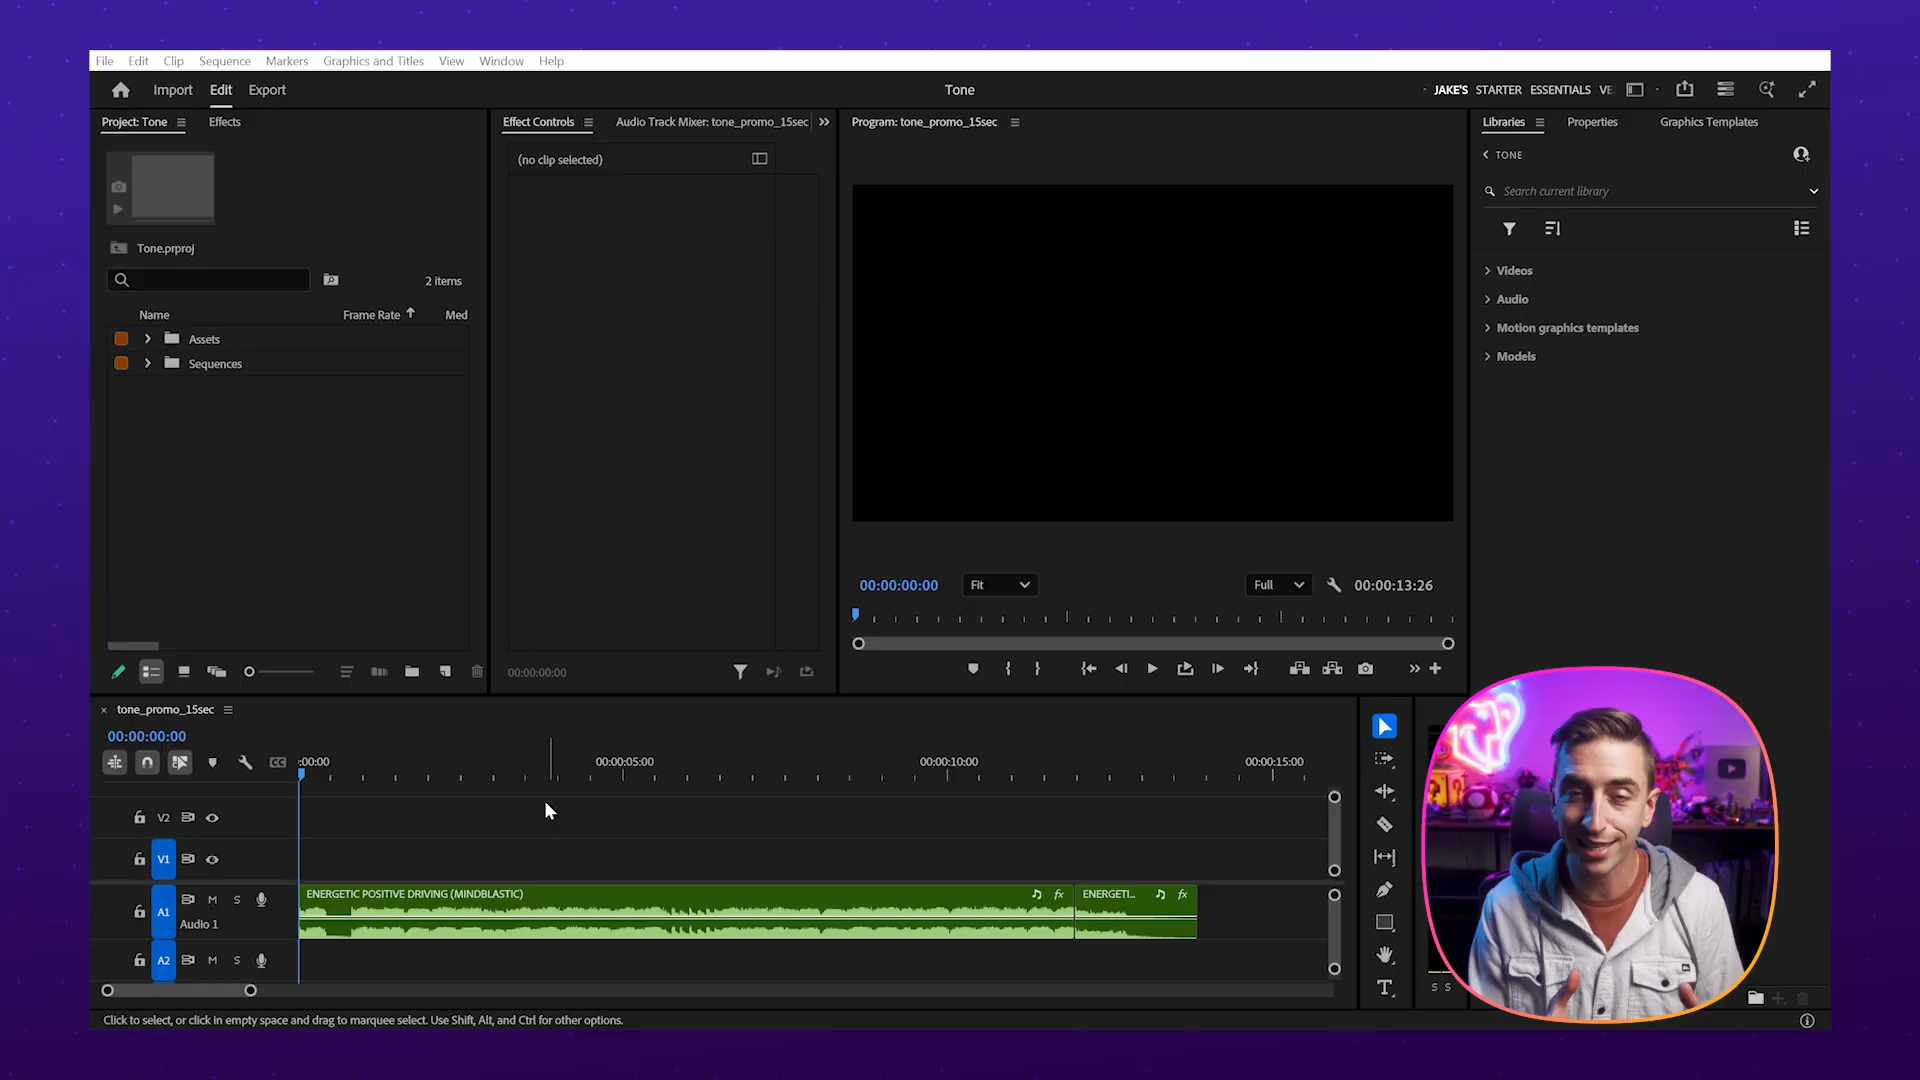 File Edit Clip Sequence Markers Graphics and Titles View Window Help
Import Edit Export
Tone
JAKE'S STARTER ESSENTIALS VE
Project: Tone Effects
Tone.prproj
2 items
Name Frame Rate Med
Assets
Sequences
Effect Controls Audio Track Mixer: tone_promo_15sec
(no clip selected)
00:00:00:00
Program: tone_promo_15sec
00:00:00:00 Fit Full 00:00:13:26
Libraries Properties Graphics Templates
TONE
Search current library
Videos
Audio
Motion graphics templates
Models
tone_promo_15sec
00:00:00:00
CC :00:00 00:00:05:00 00:00:10:00 00:00:15:00
V2
V1
A1 M S
Audio 1
ENERGETIC POSITIVE DRIVING (MINDBLASTIC) fx ENERGETI... fx
A2 M S
T
S S
Click to select, or click in empty space and drag to marquee select. Use Shift, Alt, and Ctrl for other options.